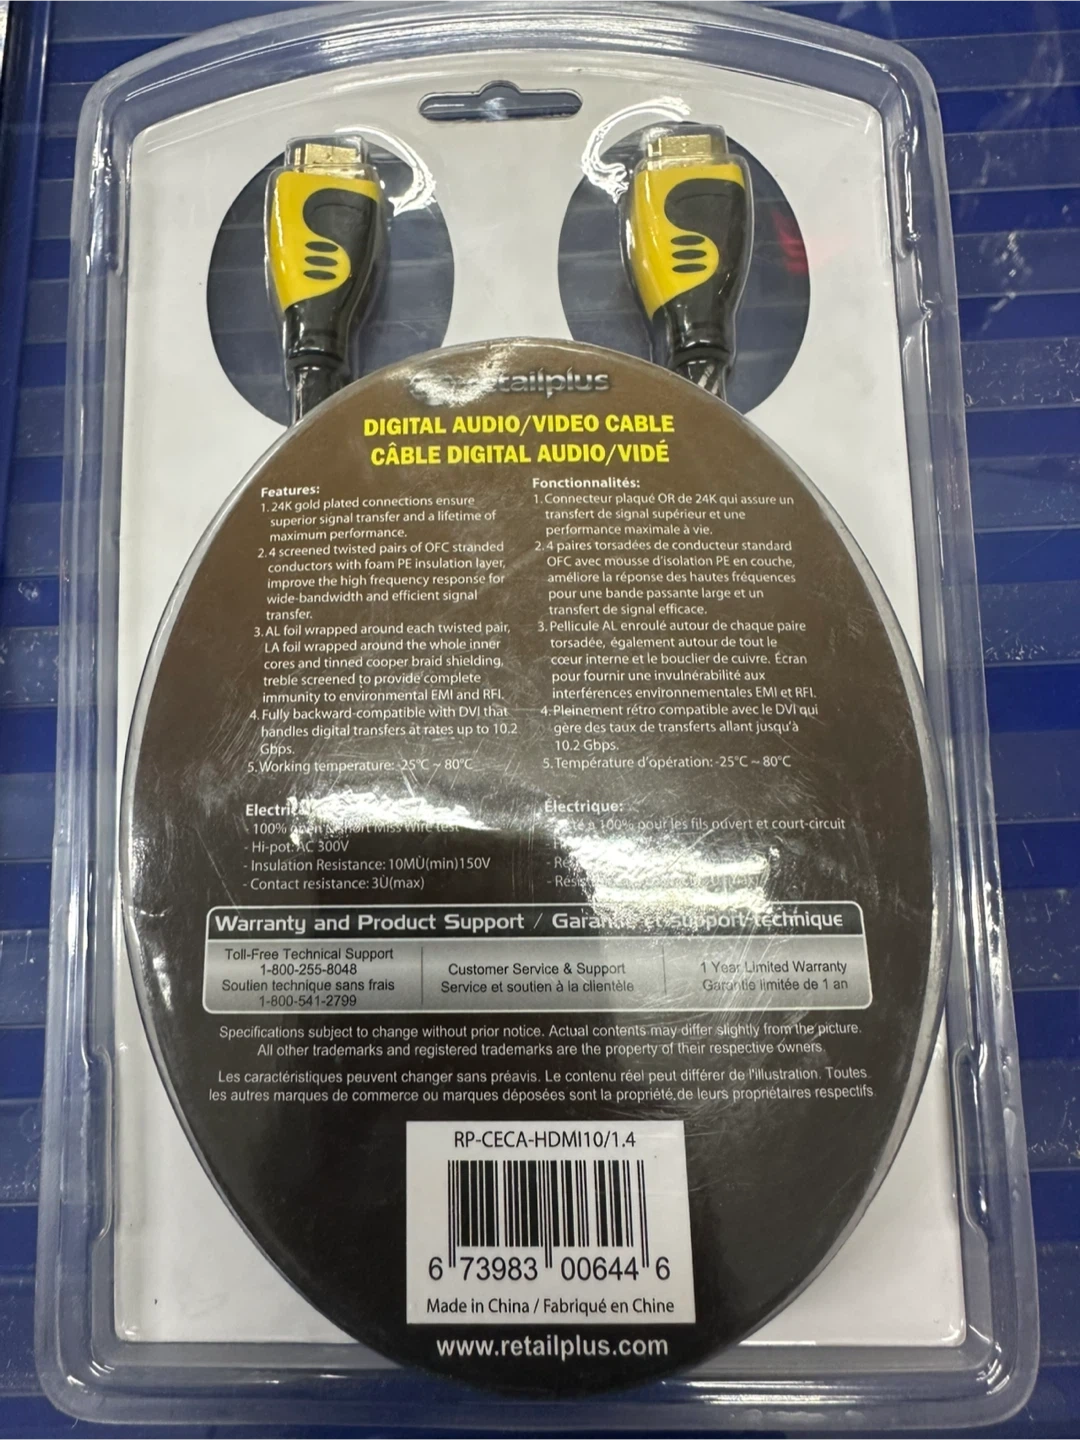 retailplus
DIGITAL AUDIO/VIDEO CABLE
CÂBLE DIGITAL AUDIO/VIDÉ
Features:
1. 24K gold plated connections ensure
superior signal transfer and a lifetime of
maximum performance.
2. 4 screened twisted pairs of OFC stranded
conductors with foam PE insulation layer,
improve the high frequency response for
wide-bandwidth and efficient signal
transfer.
3. AL foil wrapped around each twisted pair,
LA foil wrapped around the whole inner
cores and tinned cooper braid shielding,
treble screened to provide complete
immunity to environmental EMI and RFI.
4. Fully backward-compatible with DVI that
handles digital transfers at rates up to 10.2
Gbps.
5. Working temperature: -25°C ~ 80°C
Electrical
- 100% open & short Miss Wire test
- Hi-pot: AC 300V
- Insulation Resistance: 10MÙ(min)150V
- Contact resistance: 3Ù(max)
Fonctionnalités:
1. Connecteur plaqué OR de 24K qui assure un
transfert de signal supérieur et une
performance maximale à vie.
2. 4 paires torsadées de conducteur standard
OFC avec mousse d'isolation PE en couche,
améliore la réponse des hautes fréquences
pour une bande passante large et un
transfert de signal efficace.
3. Pellicule AL enroulé autour de chaque paire
torsadée, également autour de tout le
cœur interne et le bouclier de cuivre. Écran
pour fournir une invulnérabilité aux
interférences environnementales EMI et RFI.
4. Pleinement rétro compatible avec le DVI qui
gère des taux de transferts allant jusqu'à
10.2 Gbps.
5. Température d'opération: -25°C ~ 80°C
Électrique:
à 100% pour les fils ouvert et court-circuit
Warranty and Product Support / Garantie et support technique
Toll-Free Technical Support
1-800-255-8048
Soutien technique sans frais
1-800-541-2799
Customer Service & Support
Service et soutien à la clientèle
1 Year Limited Warranty
Garantie limitée de 1 an
Specifications subject to change without prior notice. Actual contents may differ slightly from the picture.
All other trademarks and registered trademarks are the property of their respective owners.
Les caractéristiques peuvent changer sans préavis. Le contenu réel peut différer de l'illustration. Toutes
les autres marques de commerce ou marques déposées sont la propriété de leurs propriétaires respectifs
RP-CECA-HDMI10/1.4
6 73983 00644 6
Made in China / Fabriqué en Chine
www.retailplus.com